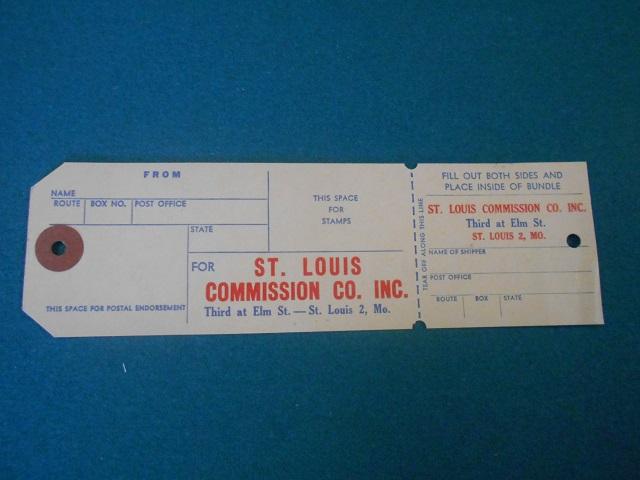 FROM
NAME
ROUTE BOX NO. POST OFFICE
STATE
THIS SPACE FOR POSTAL ENDORSEMENT
THIS SPACE
FOR
STAMPS
FOR
ST. LOUIS
COMMISSION CO. INC.
Third at Elm St. — St. Louis 2, Mo.
TEAR OFF ALONG THIS LINE
FILL OUT BOTH SIDES AND
PLACE INSIDE OF BUNDLE
ST. LOUIS COMMISSION CO. INC.
Third at Elm St.
ST. LOUIS 2, MO.
NAME OF SHIPPER
POST OFFICE
ROUTE BOX STATE